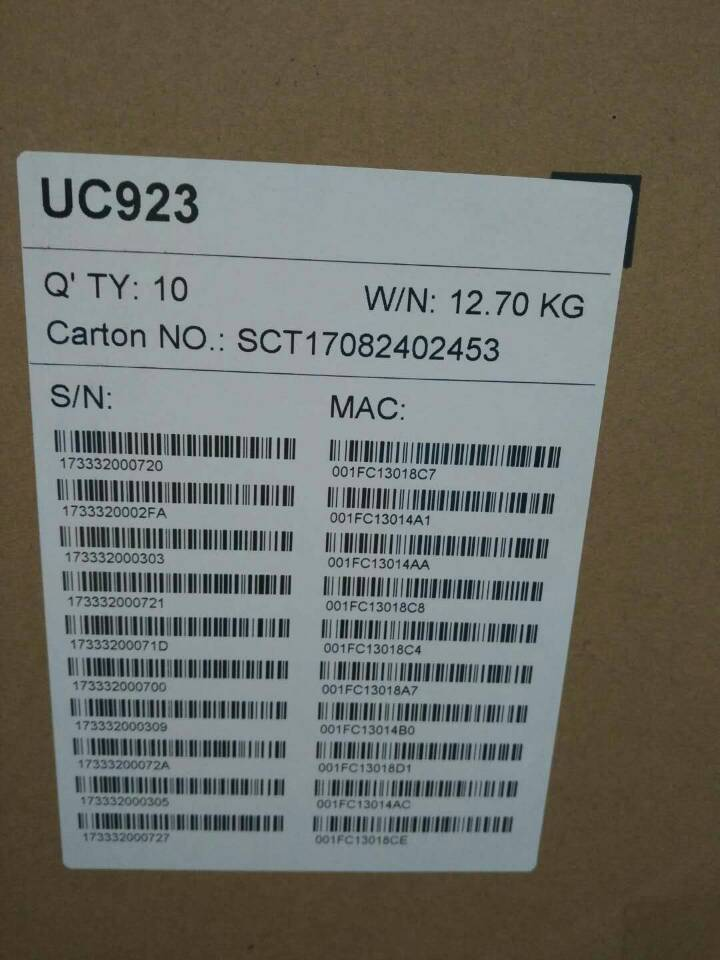 UC923
Q' TY: 10 W/N: 12.70 KG
Carton NO.: SCT17082402453
S/N: MAC:
173332000720 001FC13018C7
1733320002FA 001FC13014A1
173332000303 001FC13014AA
173332000721 001FC13018C8
17333200071D 001FC13018C4
173332000700 001FC13018A7
173332000309 001FC13014B0
17333200072A 001FC13018D1
173332000305 001FC13014AC
173332000727 001FC13018CE